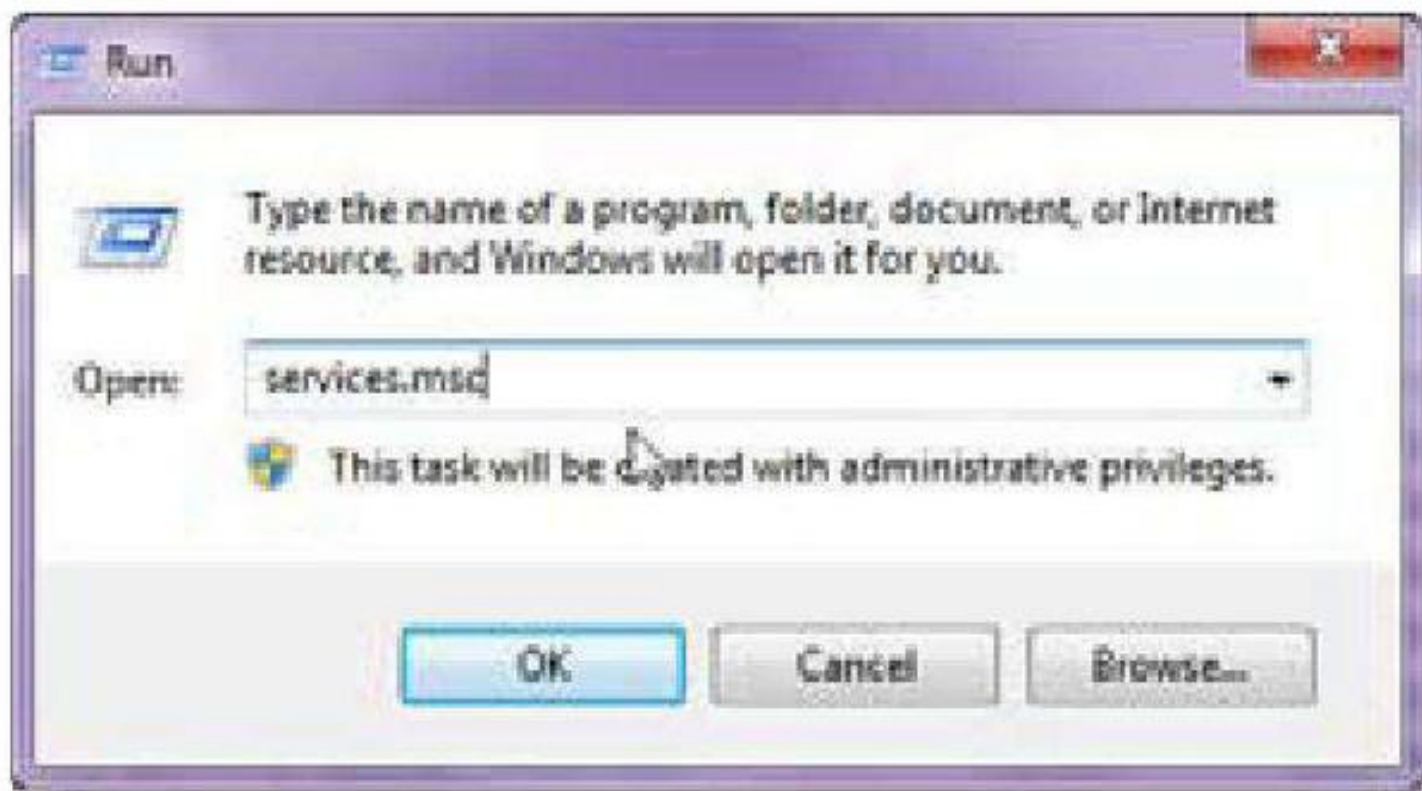 Run
Type the name of a program, folder, document, or Internet
resource, and Windows will open it for you.
Open:
services.msc
This task will be created with administrative privileges.
OK
Cancel
Browse...